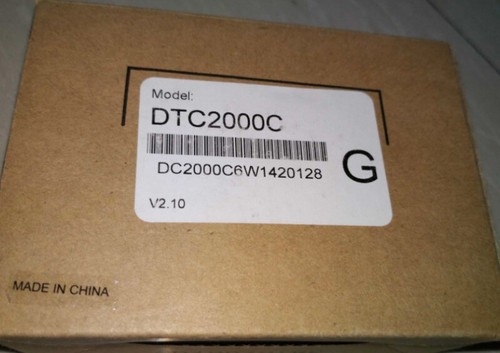 Model:
DTC2000C
DC2000C6W1420128
G
V2.10
MADE IN CHINA